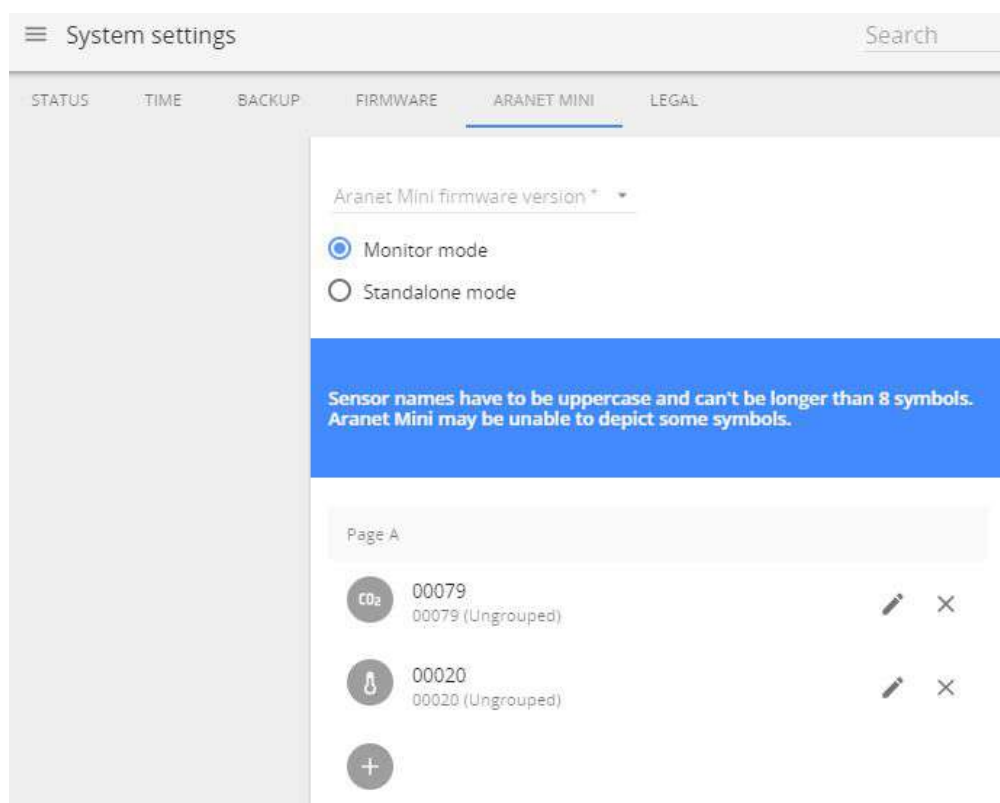 System settings
Search
STATUS TIME BACKUP FIRMWARE ARANET MINI LEGAL
Aranet Mini firmware version *
Monitor mode
Standalone mode
Sensor names have to be uppercase and can't be longer than 8 symbols.
Aranet Mini may be unable to depict some symbols.
Page A
CO₂
00079
00079 (Ungrouped)
00020
00020 (Ungrouped)